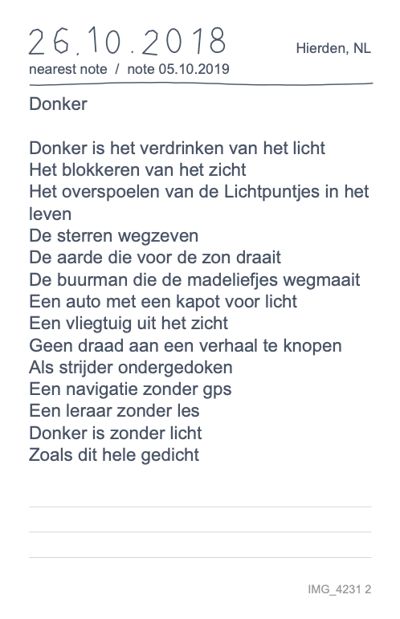 26.10.2018
Hierden, NL
nearest note / note 05.10.2019
Donker
Donker is het verdrinken van het licht
Het blokkeren van het zicht
Het overspoelen van de Lichtpuntjes in het
leven
De sterren wegzeven
De aarde die voor de zon draait
De buurman die de madeliefjes wegmaait
Een auto met een kapot voor licht
Een vliegtuig uit het zicht
Geen draad aan een verhaal te knopen
Als strijder ondergedoken
Een navigatie zonder gps
Een leraar zonder les
Donker is zonder licht
Zoals dit hele gedicht
IMG_4231 2